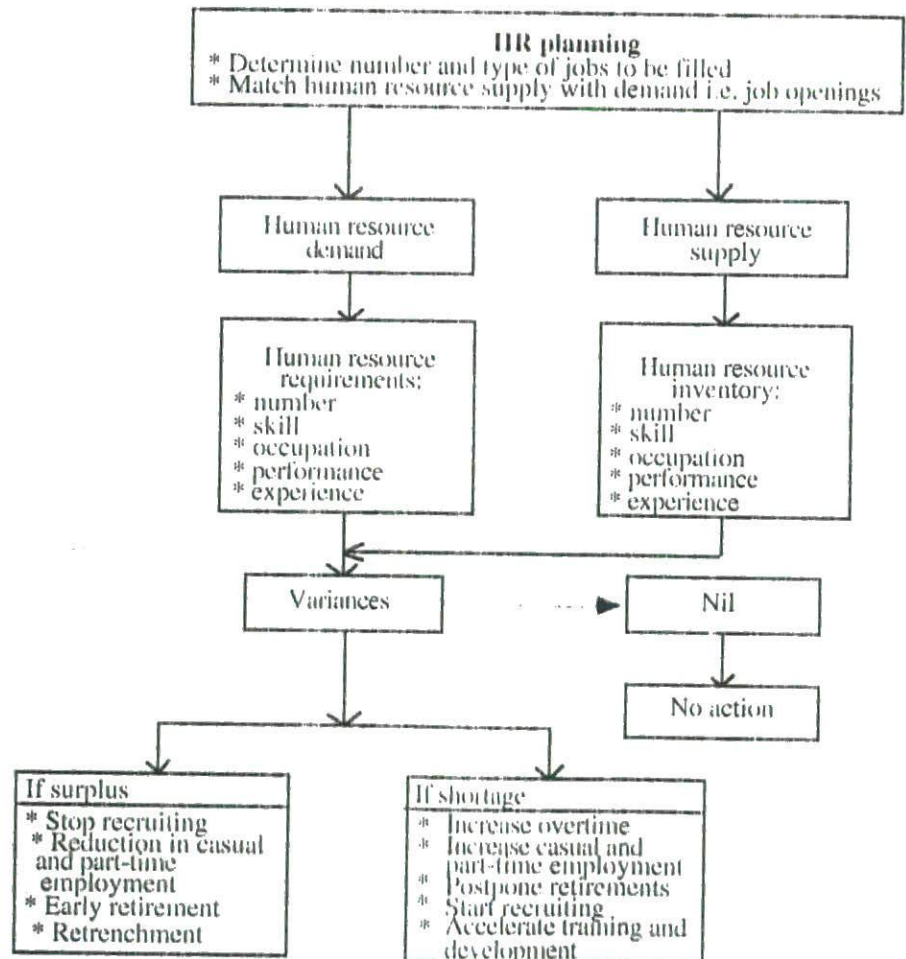 HR planning
* Determine number and type of jobs to be filled
* Match human resource supply with demand i.e. job openings
Human resource
demand
Human resource
supply
Human resource
requirements:
* number
* skill
* occupation
* performance
* experience
Human resource
inventory:
* number
* skill
* occupation
* performance
* experience
Variances
Nil
No action
If surplus
* Stop recruiting
* Reduction in casual
and part-time
employment
* Early retirement
* Retrenchment
If shortage
* Increase overtime
* Increase casual and
part-time employment
* Postpone retirements
* Start recruiting
* Accelerate training and
development